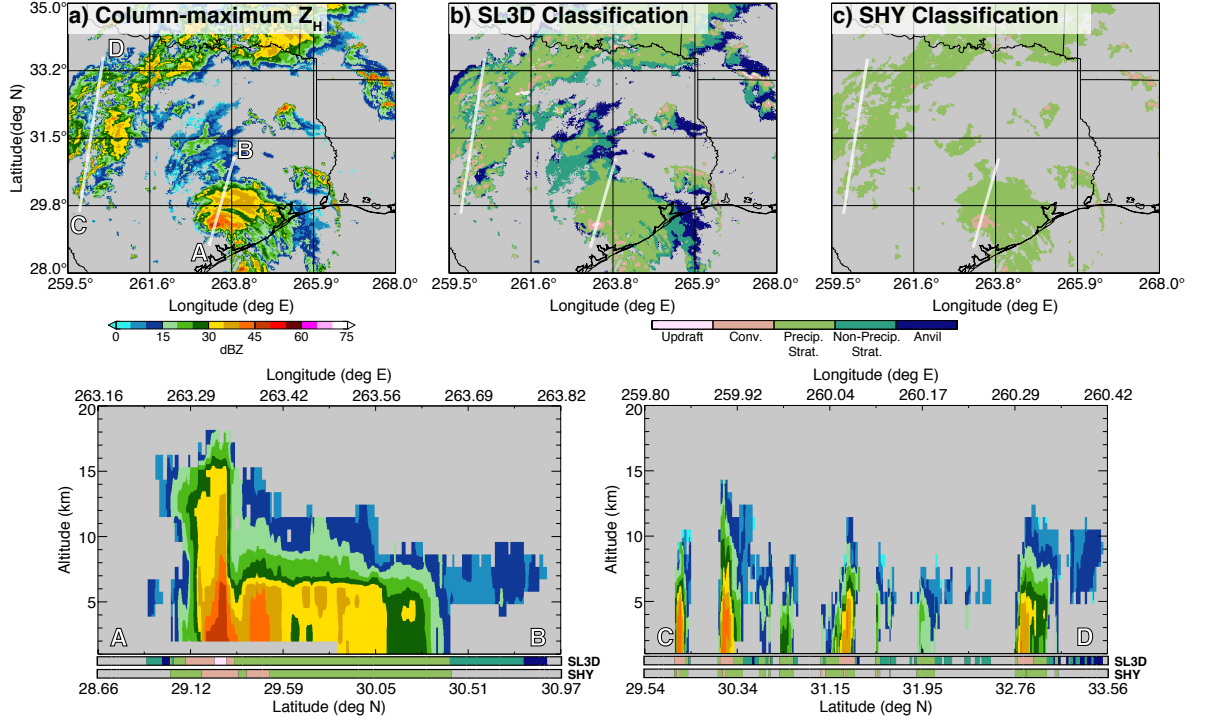 a) Column-maximum Z_H
b) SL3D Classification
c) SHY Classification
35.0°
33.2°
31.5°
29.8°
28.0°
Latitude(deg N)
D
B
C
A
259.5° 261.6° 263.8° 265.9° 268.0°
259.5° 261.6° 263.8° 265.9° 268.0°
259.5° 261.6° 263.8° 265.9° 268.0°
Longitude (deg E)
Longitude (deg E)
Longitude (deg E)
0 15 30 45 60 75
dBZ
Updraft Conv. Precip. Strat. Non-Precip. Strat. Anvil
Longitude (deg E)
263.16 263.29 263.42 263.56 263.69 263.82
20
15
10
5
Altitude (km)
A B
SL3D
SHY
28.66 29.12 29.59 30.05 30.51 30.97
Latitude (deg N)
Longitude (deg E)
259.80 259.92 260.04 260.17 260.29 260.42
20
15
10
5
Altitude (km)
C D
SL3D
SHY
29.54 30.34 31.15 31.95 32.76 33.56
Latitude (deg N)